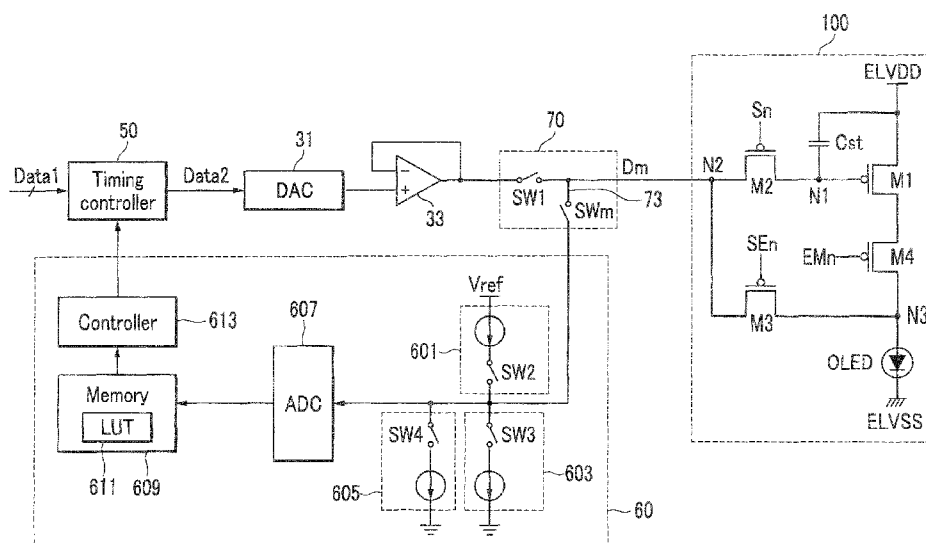 100
ELVDD
50
31
70
Sn
Cst
Data1
Timing controller
Data2
DAC
33
SW1
Dm
73
SWm
N2
M2
N1
M1
SEn
EMn
M4
M3
N3
Vref
Controller
613
607
601
SW2
OLED
Memory
LUT
ADC
SW4
SW3
ELVSS
611
609
605
603
60